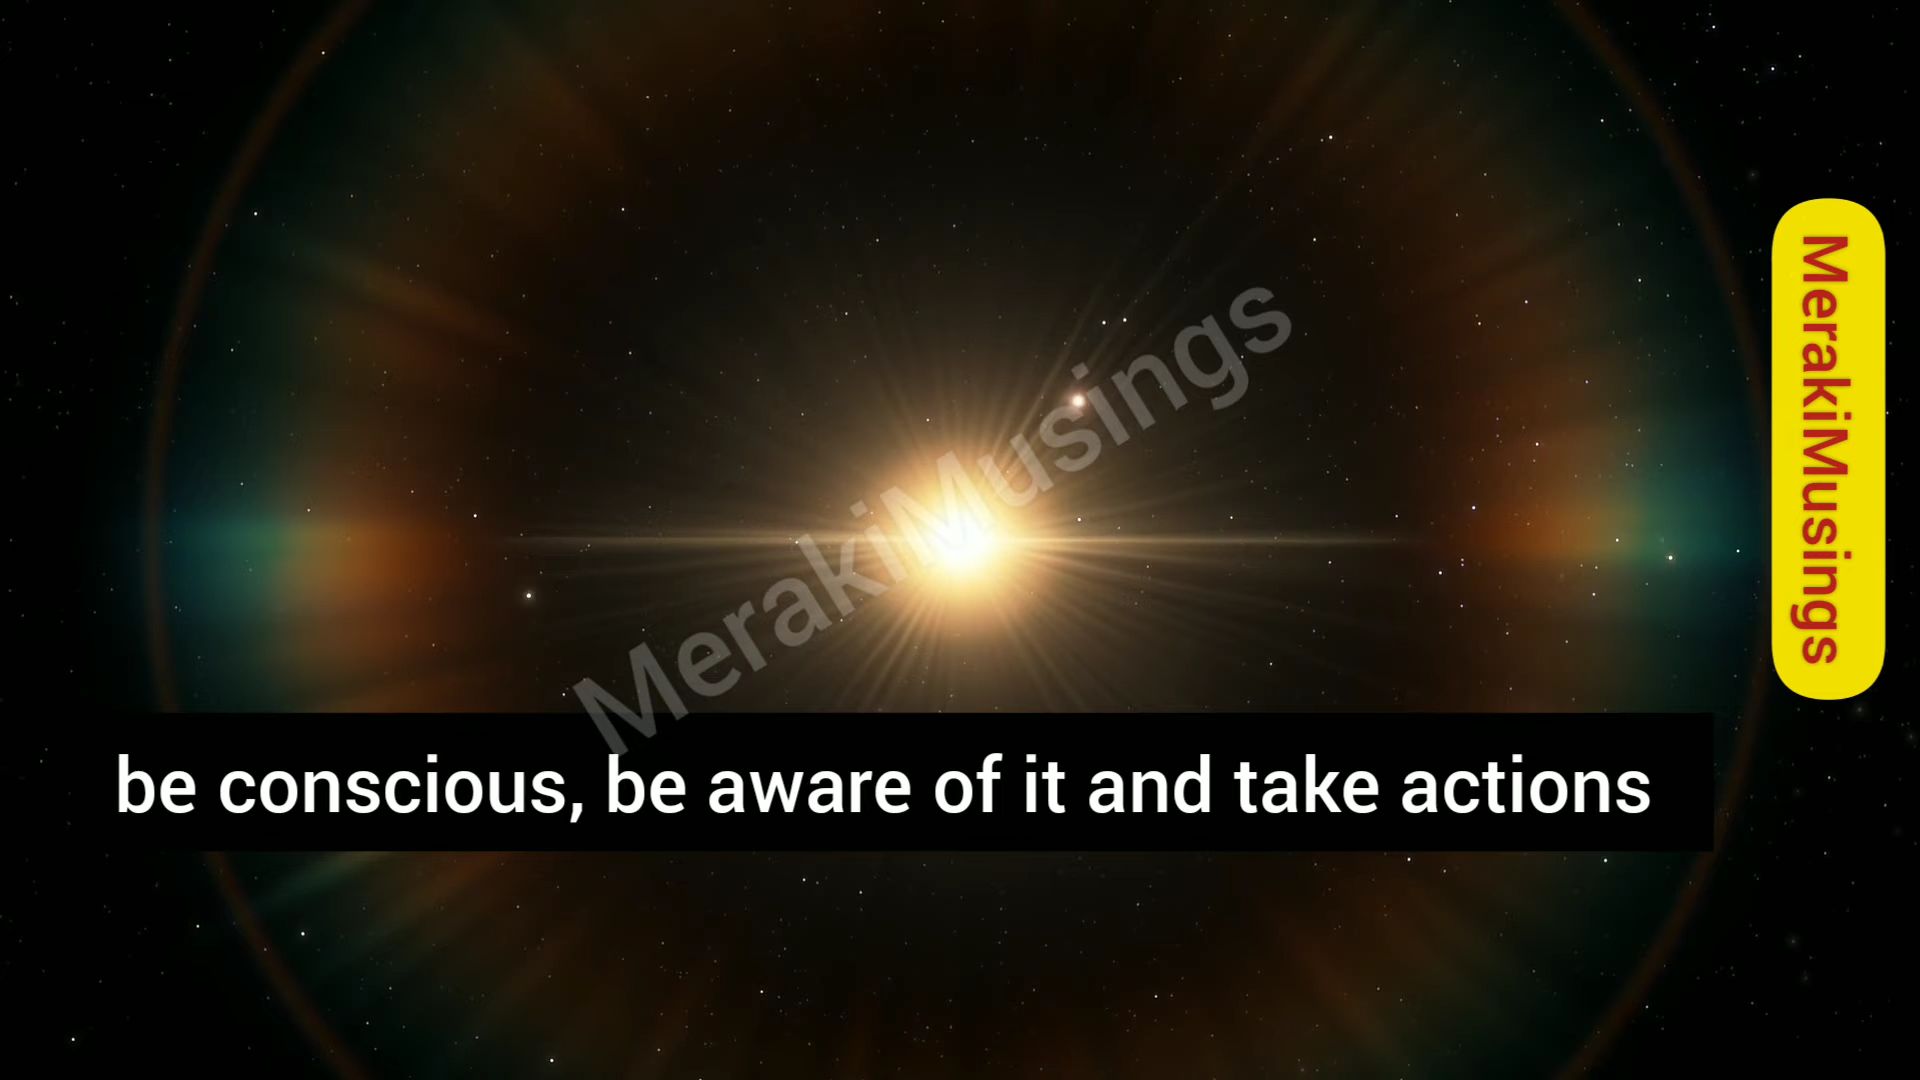 MerakiMusings
MerakiMusings
be conscious, be aware of it and take actions